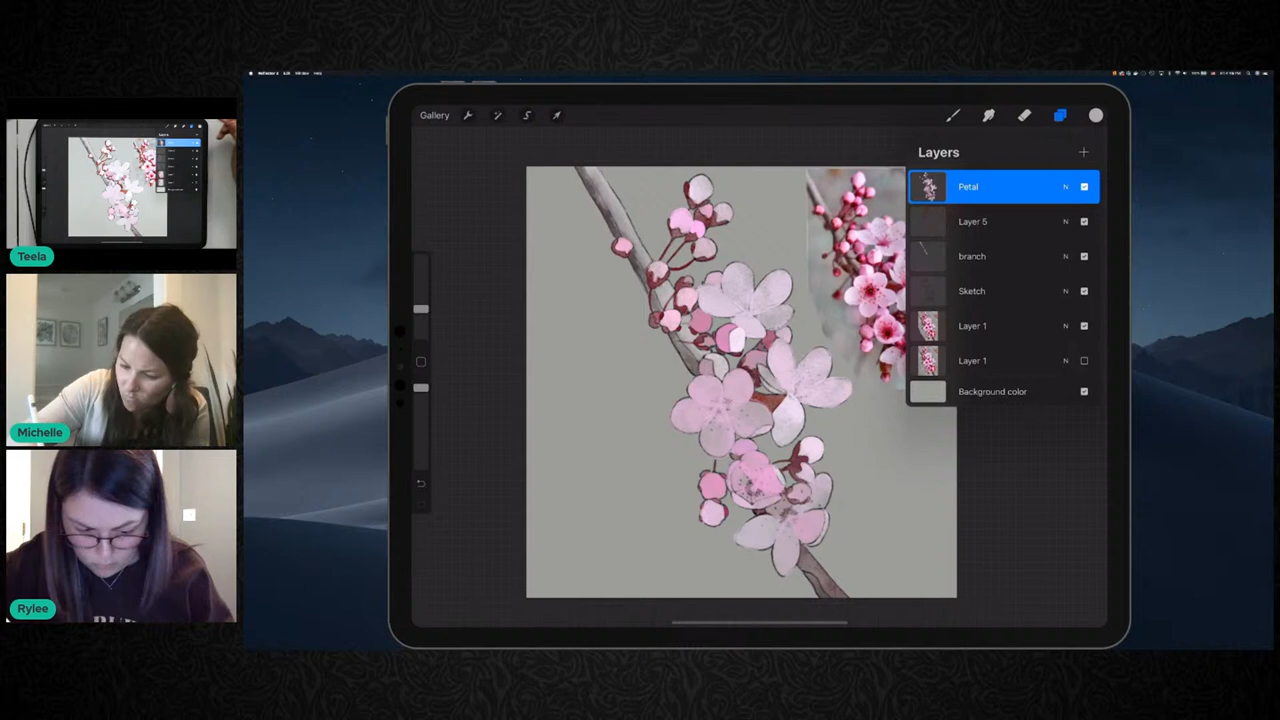 Gallery
Layers
Petal N
Layer 5 N
branch N
Sketch N
Layer 1 N
Layer 1 N
Background color
Teela
Michelle
Rylee